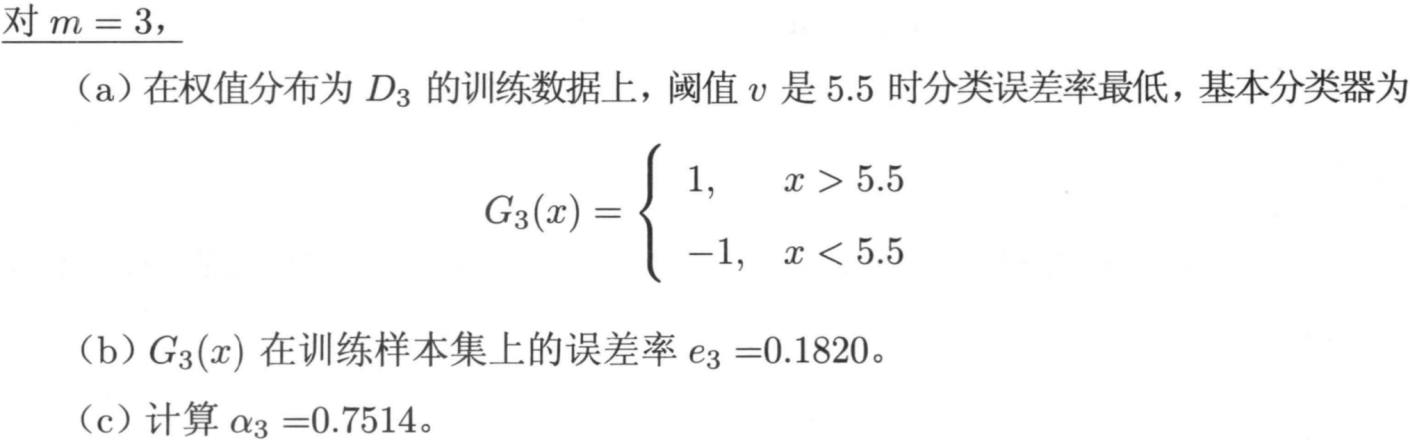 对 m = 3，
（a）在权值分布为 D₃ 的训练数据上，阈值 v 是 5.5 时分类误差率最低，基本分类器为
G₃(x) = { 1, x > 5.5
−1, x < 5.5
（b）G₃(x) 在训练样本集上的误差率 e₃ =0.1820。
（c）计算 α₃ =0.7514。